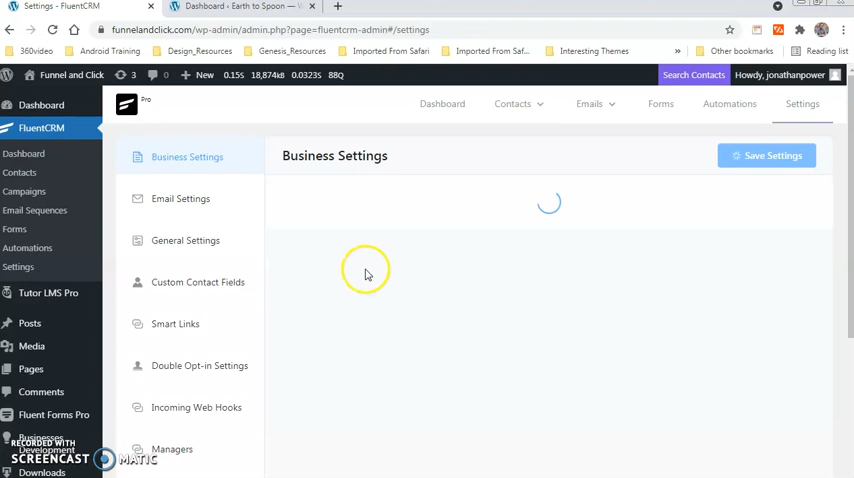 Settings - FluentCRM
Dashboard ‹ Earth to Spoon — Wo
funnelandclick.com/wp-admin/admin.php?page=fluentcrm-admin#/settings
360video
Android Training
Design_Resources
Genesis_Resources
Imported From Safari
Imported From Saf...
Interesting Themes
»
Other bookmarks
Reading list
Funnel and Click
3
0
New
0.15s
18,874kB
0.0323s
88Q
Search Contacts
Howdy, jonathanpower
Dashboard
FluentCRM
Dashboard
Contacts
Campaigns
Email Sequences
Forms
Automations
Settings
Tutor LMS Pro
Posts
Media
Pages
Comments
Fluent Forms Pro
Businesses
Development
Downloads
Pro
Dashboard
Contacts
Emails
Forms
Automations
Settings
Business Settings
Email Settings
General Settings
Custom Contact Fields
Smart Links
Double Opt-in Settings
Incoming Web Hooks
Managers
Business Settings
Save Settings
RECORDED WITH
SCREENCAST MATIC